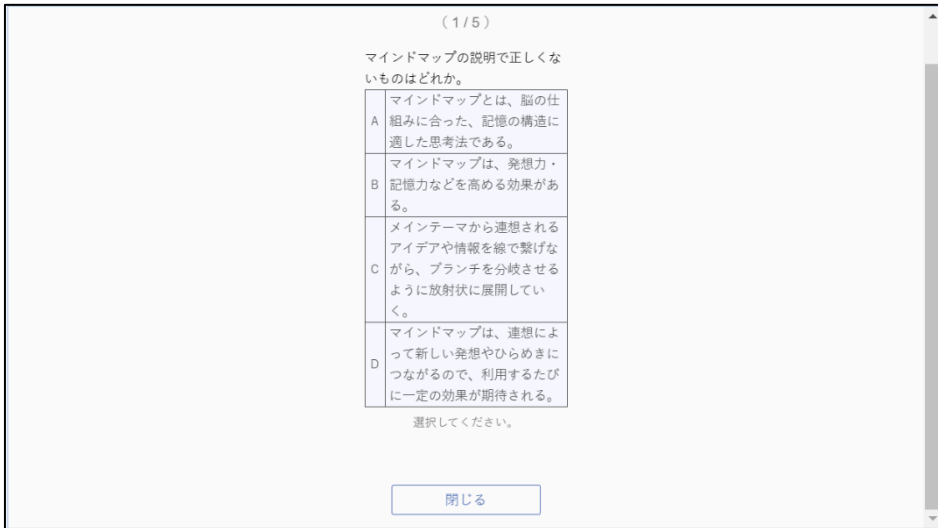 (1/5)
マインドマップの説明で正しくな
いものはどれか。
マインドマップとは、脳の仕
A 組みに合った、記憶の構造に
適した思考法である。
マインドマップは、発想力・
B 記憶力などを高める効果があ
る。
メインテーマから連想される
アイデアや情報を線で繋げな
C がら、ブランチを分岐させる
ように放射状に展開してい
く。
マインドマップは、連想によ
って新しい発想やひらめきに
D つながるので、利用するたび
に一定の効果が期待される。
選択してください。
閉じる